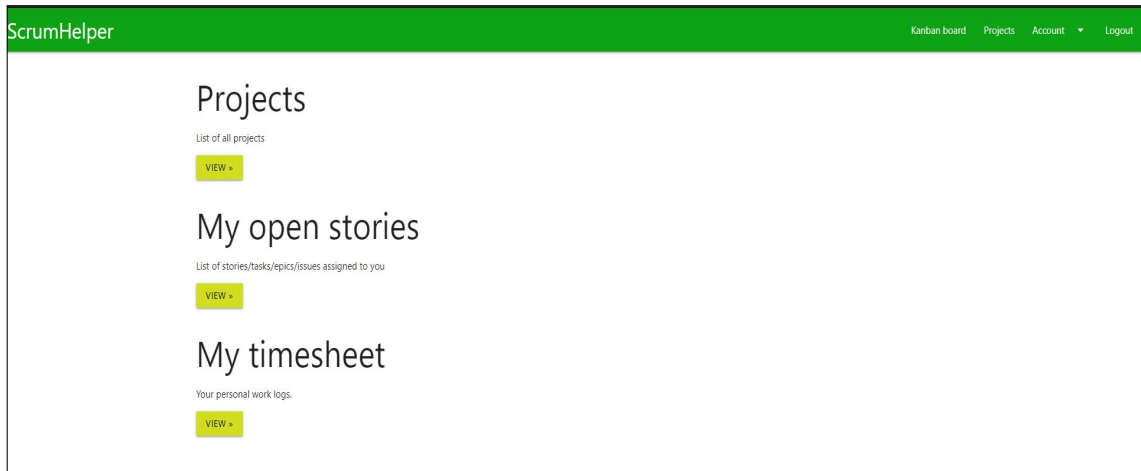 ScrumHelper
Kanban board Projects Account Logout
Projects
List of all projects
VIEW »
My open stories
List of stories/tasks/epics/issues assigned to you
VIEW »
My timesheet
Your personal work logs.
VIEW »